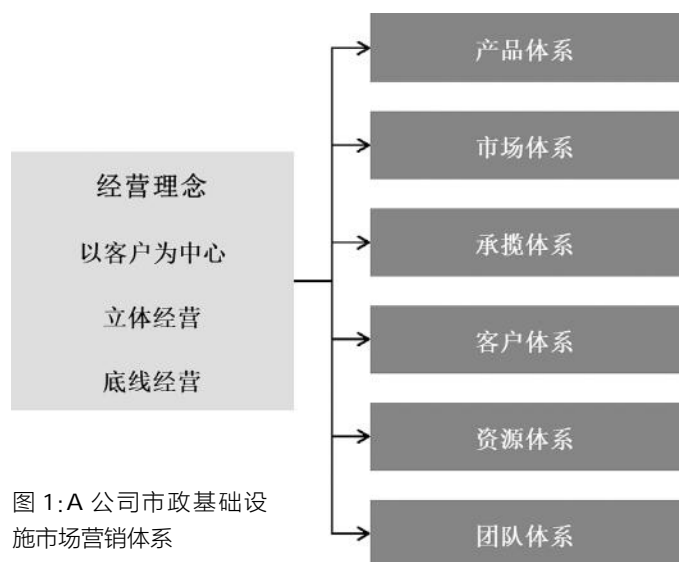 经营理念
以客户为中心
立体经营
底线经营
产品体系
市场体系
承揽体系
客户体系
资源体系
团队体系
图 1:A 公司市政基础设
施市场营销体系